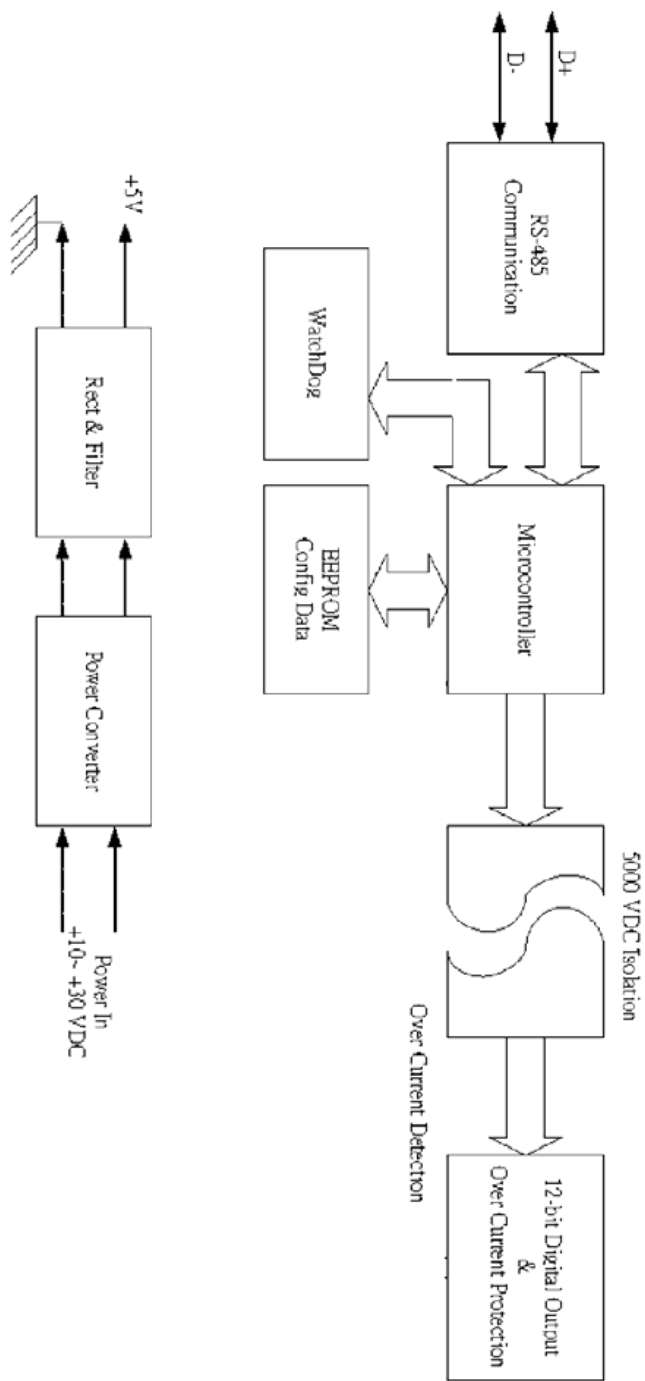 5000 VDC Isolation
D+
D-
RS-485
Communication
Microcontroller
12-bit Digital Output
&
Over Current Protection
Over Current Detection
WatchDog
EEPROM
Config Data
+5V
Rect & Filter
Power Converter
Power In
+10~ +30 VDC